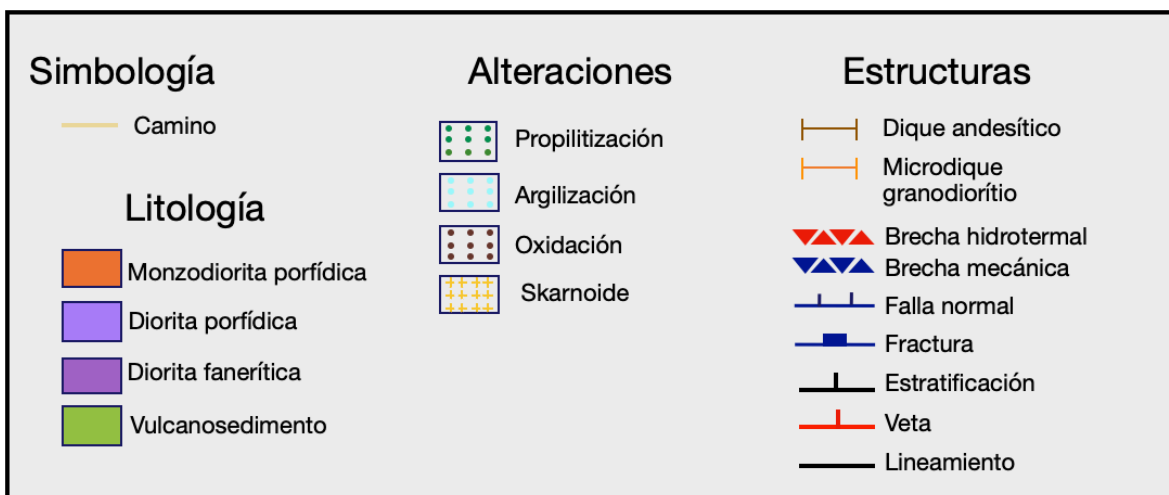 Simbología
Camino
Litología
Monzodiorita porfídica
Diorita porfídica
Diorita fanerítica
Vulcanosedimento
Alteraciones
Propilitización
Argilización
Oxidación
Skarnoide
Estructuras
Dique andesítico
Microdique
granodiorítio
Brecha hidrotermal
Brecha mecánica
Falla normal
Fractura
Estratificación
Veta
Lineamiento